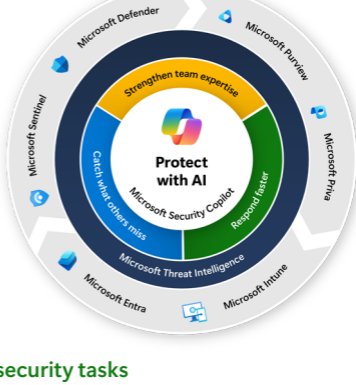 Microsoft Defender
Microsoft Purview
Microsoft Sentinel
Microsoft Priva
Strengthen team expertise
Catch what others miss
Respond faster
Protect
with AI
Microsoft Security Copilot
Microsoft Threat Intelligence
Microsoft Entra
Microsoft Intune
security tasks